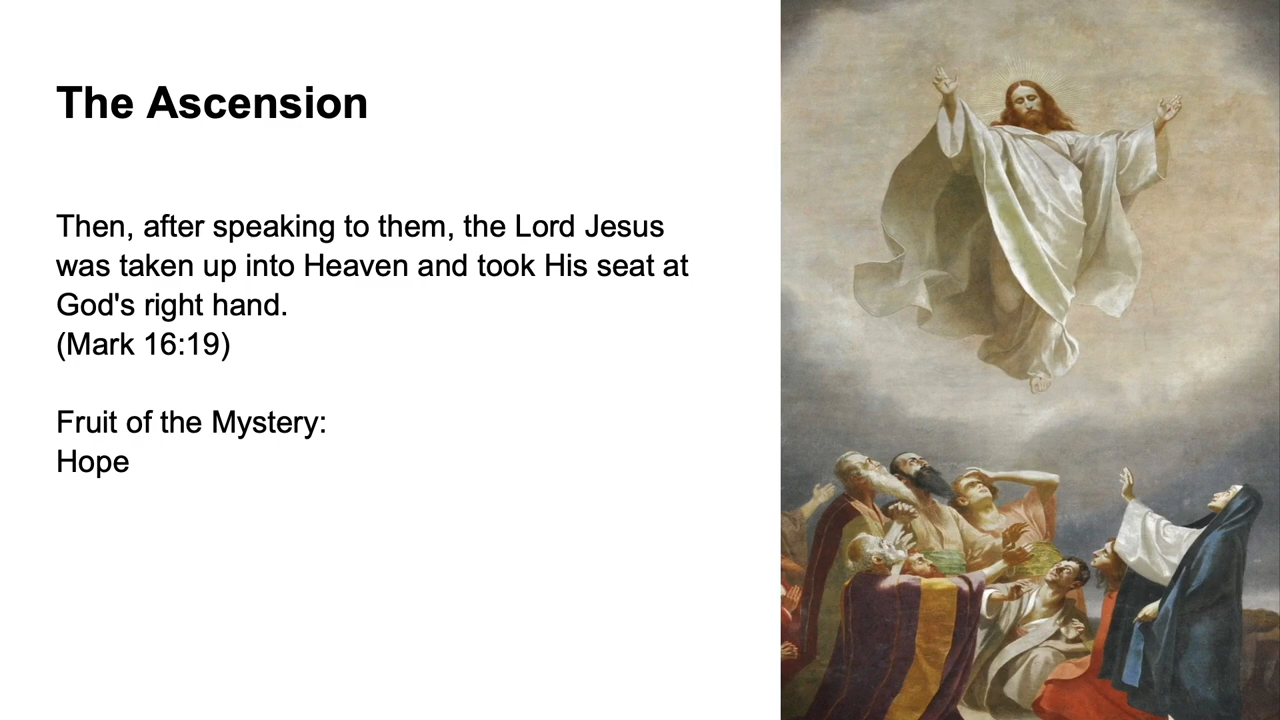 The Ascension
Then, after speaking to them, the Lord Jesus
was taken up into Heaven and took His seat at
God's right hand.
(Mark 16:19)
Fruit of the Mystery:
Hope